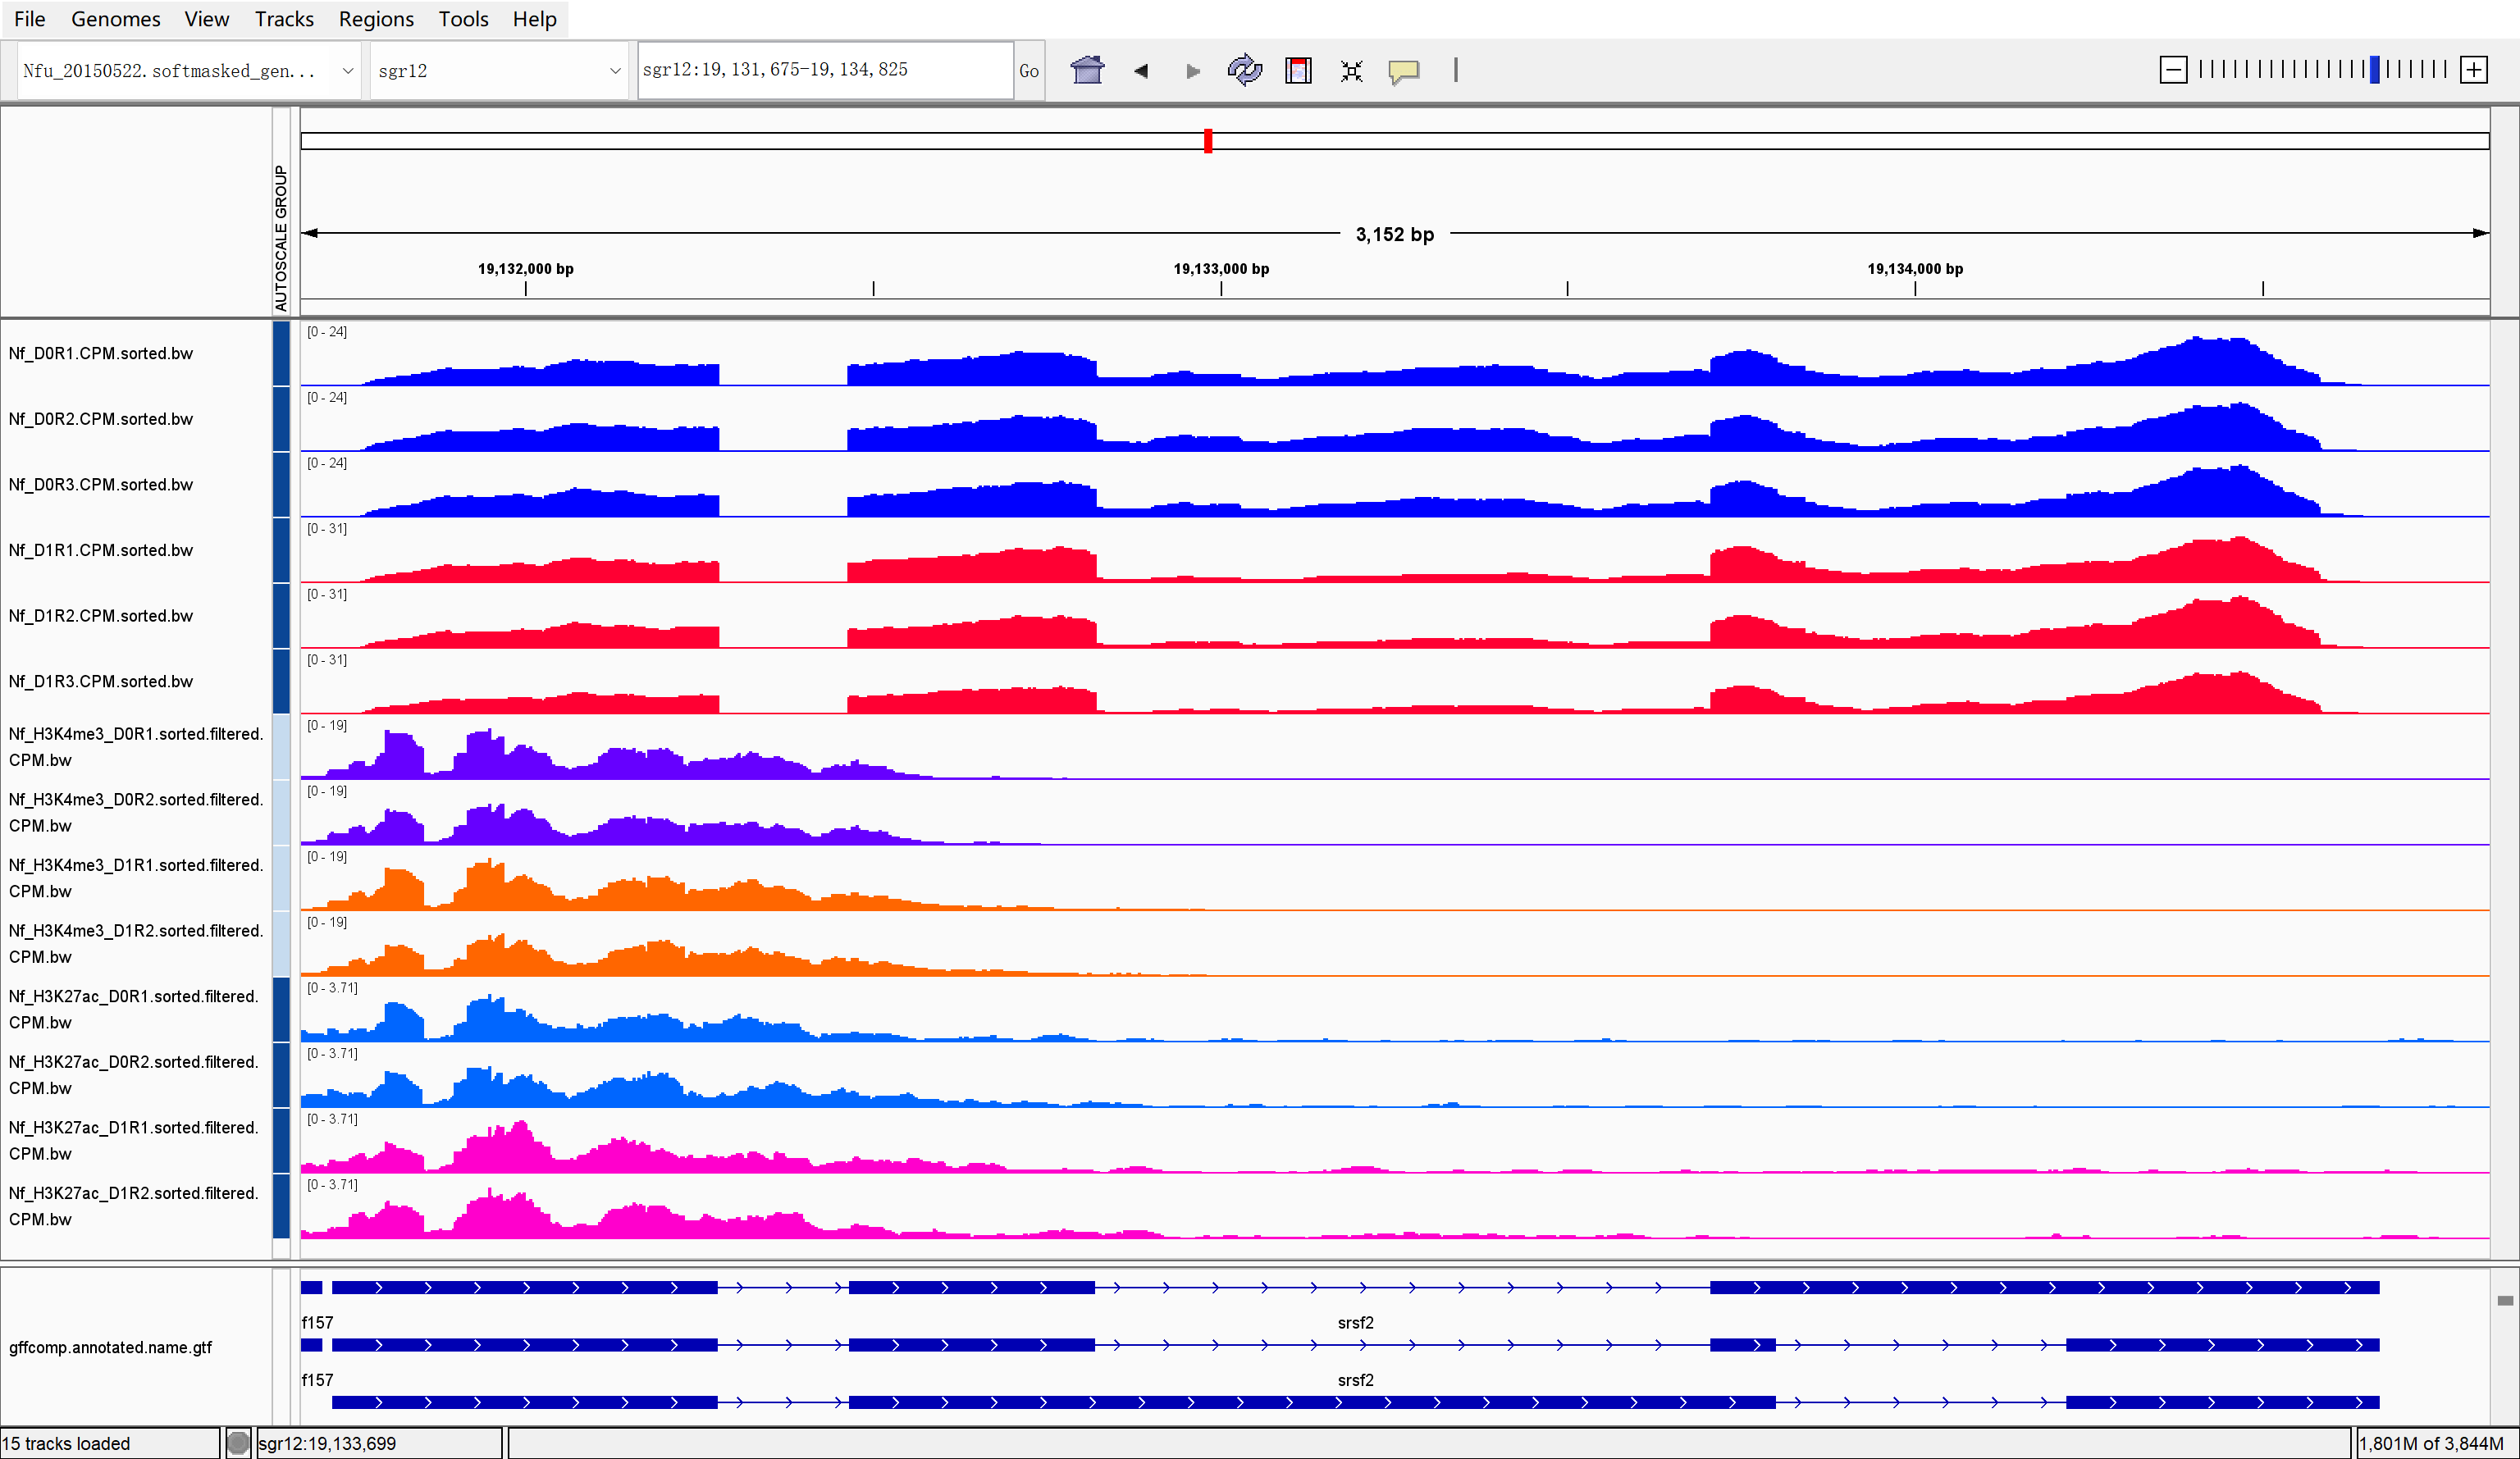 File Genomes View Tracks Regions Tools Help
Nfu_20150522.softmasked_gen... sgr12 sgr12:19,131,675-19,134,825 Go
AUTOSCALE GROUP
3,152 bp
19,132,000 bp 19,133,000 bp 19,134,000 bp
[0 - 24]
Nf_D0R1.CPM.sorted.bw
[0 - 24]
Nf_D0R2.CPM.sorted.bw
[0 - 24]
Nf_D0R3.CPM.sorted.bw
[0 - 31]
Nf_D1R1.CPM.sorted.bw
[0 - 31]
Nf_D1R2.CPM.sorted.bw
[0 - 31]
Nf_D1R3.CPM.sorted.bw
[0 - 19]
Nf_H3K4me3_D0R1.sorted.filtered.
CPM.bw
[0 - 19]
Nf_H3K4me3_D0R2.sorted.filtered.
CPM.bw
[0 - 19]
Nf_H3K4me3_D1R1.sorted.filtered.
CPM.bw
[0 - 19]
Nf_H3K4me3_D1R2.sorted.filtered.
CPM.bw
[0 - 3.71]
Nf_H3K27ac_D0R1.sorted.filtered.
CPM.bw
[0 - 3.71]
Nf_H3K27ac_D0R2.sorted.filtered.
CPM.bw
[0 - 3.71]
Nf_H3K27ac_D1R1.sorted.filtered.
CPM.bw
[0 - 3.71]
Nf_H3K27ac_D1R2.sorted.filtered.
CPM.bw
f157 srsf2
gffcomp.annotated.name.gtf
f157 srsf2
15 tracks loaded sgr12:19,133,699 1,801M of 3,844M